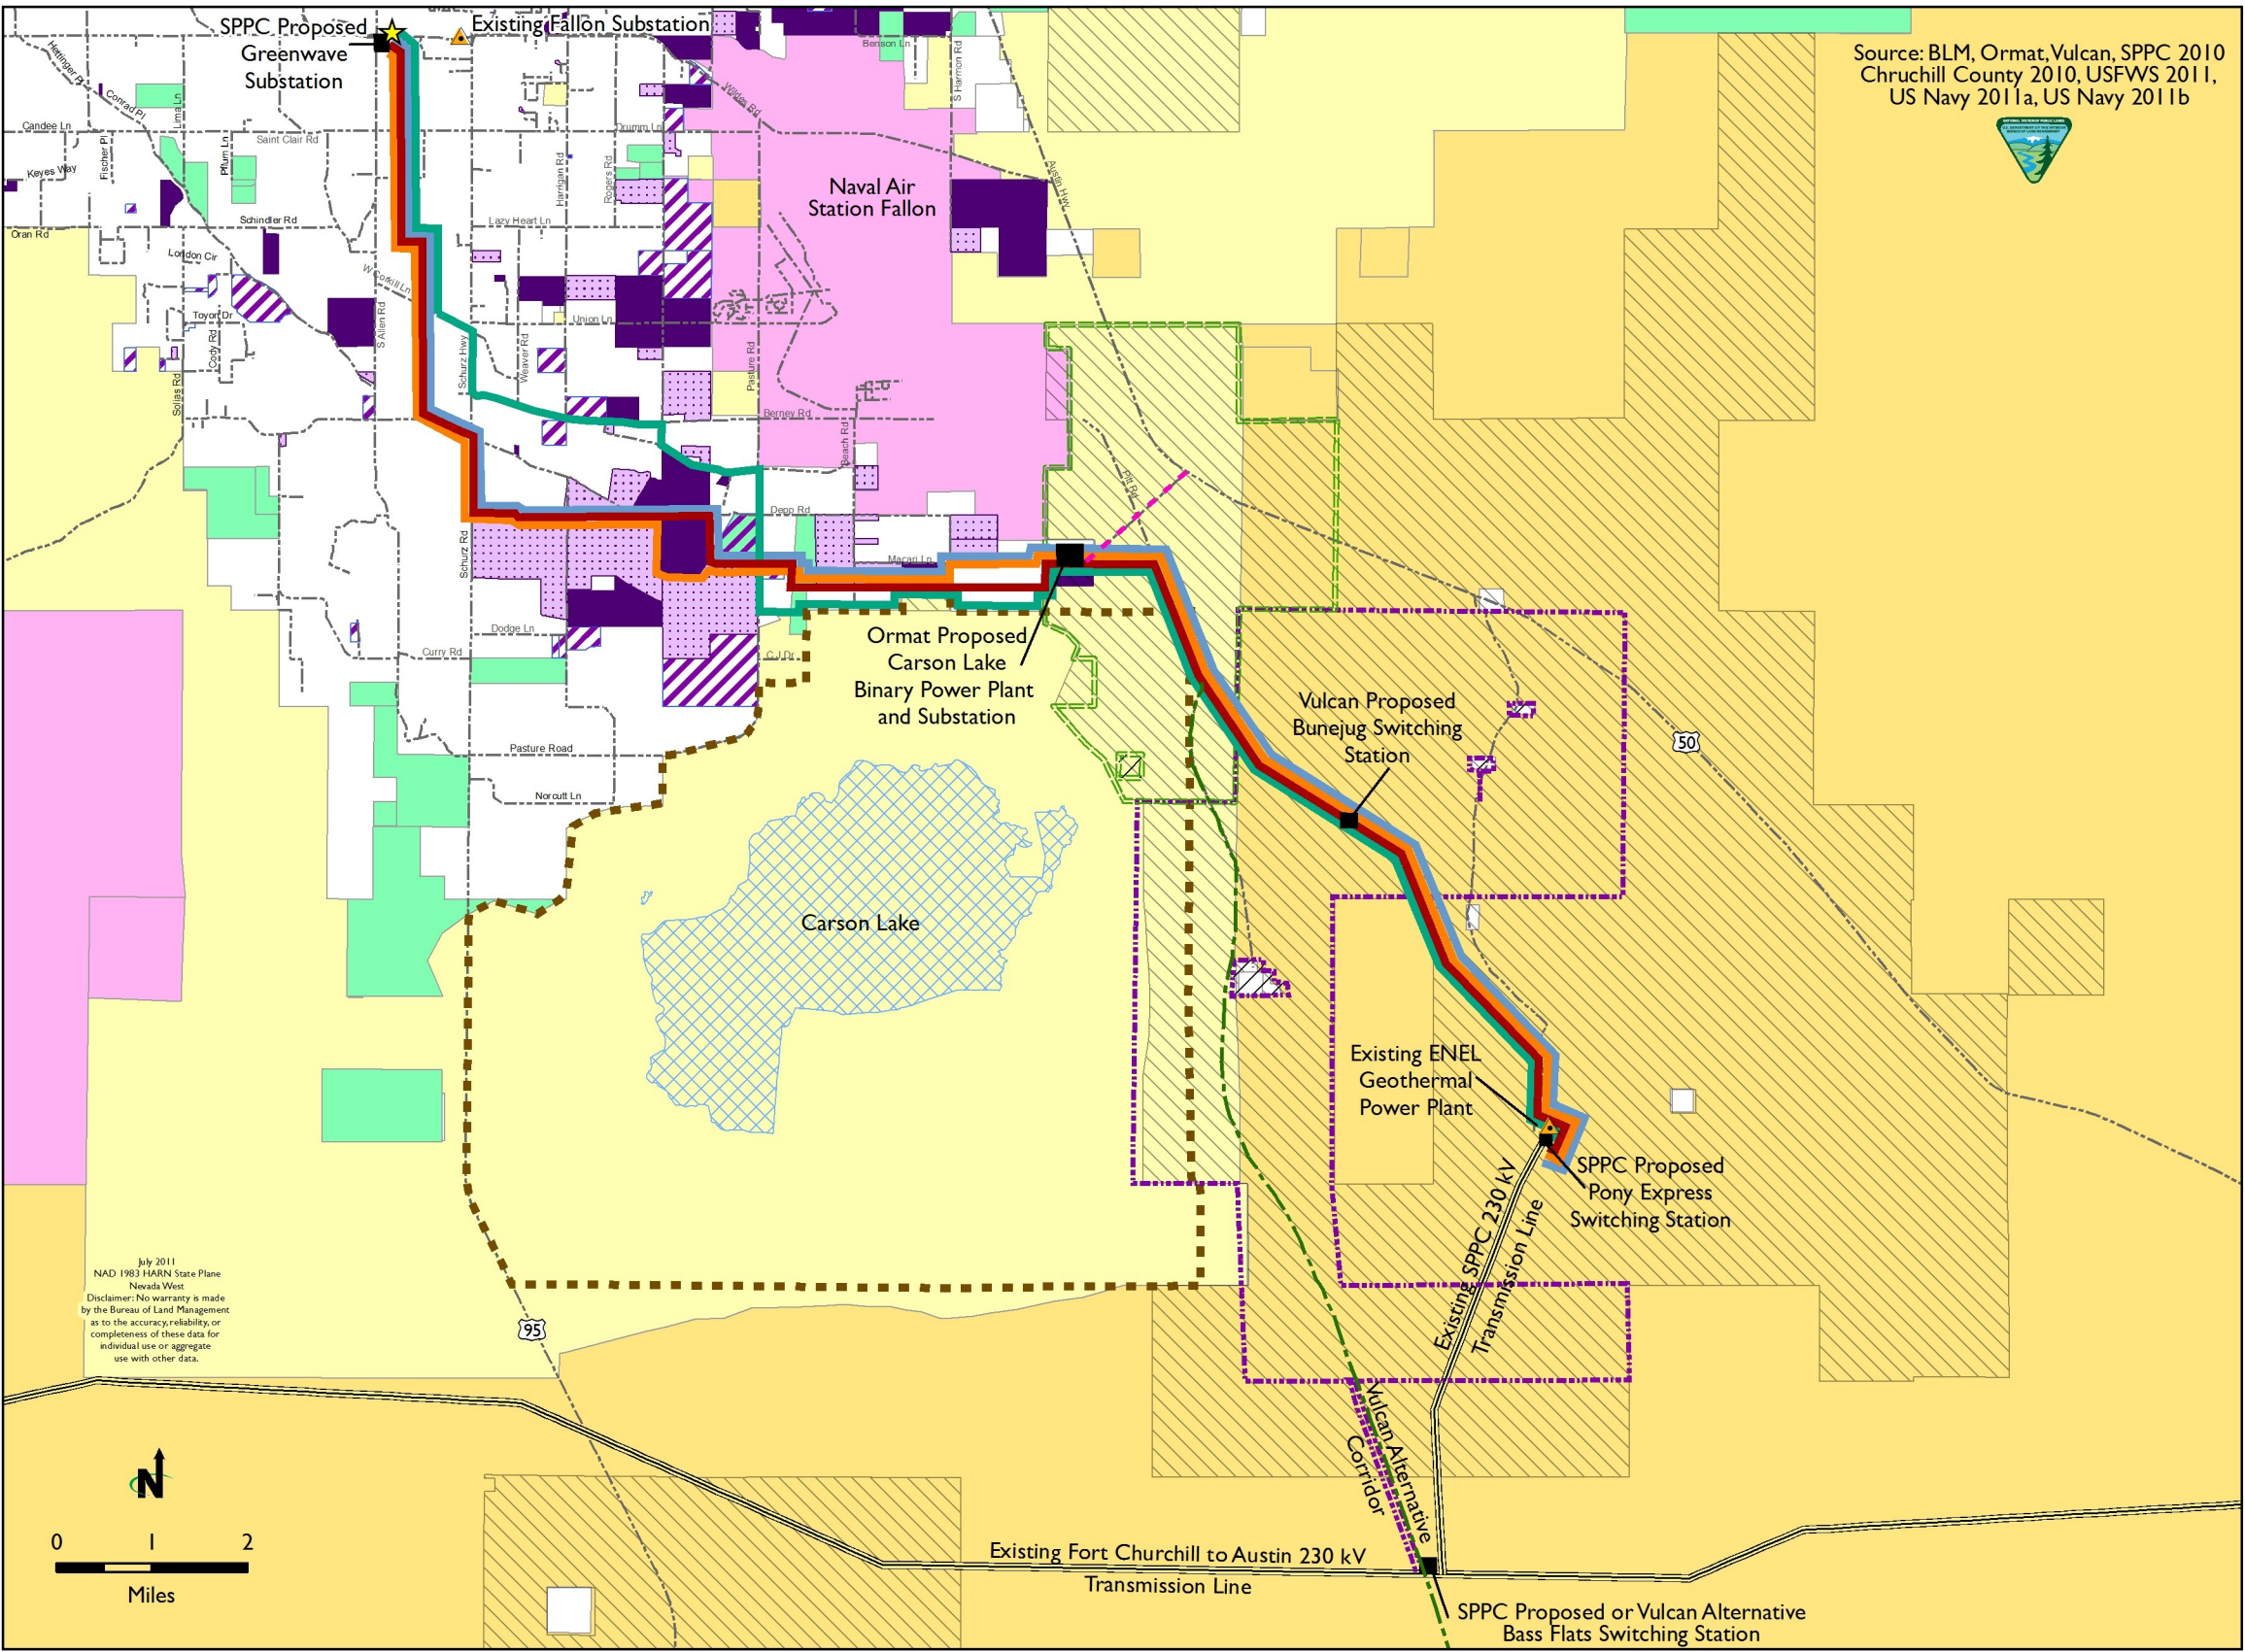 SPPC Proposed
Greenwave
Substation
Existing Fallon Substation
Source: BLM, Ormat, Vulcan, SPPC 2010
Chruchill County 2010, USFWS 2011,
US Navy 2011a, US Navy 2011b
Hettinger Pl
Conrad Pl
Lima Ln
Candee Ln
Fischer Pl
Pflum Ln
Saint Clair Rd
Keyes Way
Schindler Rd
Oran Rd
London Cir
W Corkill Ln
Toyon Dr
Cody Rd
Solias Rd
S Allen Rd
Schurz Hwy
Weaver Rd
Harrigan Rd
Rogers Rd
Drumm Ln
Lazy Heart Ln
Union Ln
Wildes Rd
Benson Ln
S Harmon Rd
Austin Hwy
Naval Air
Station Fallon
Pasture Rd
Berney Rd
Beach Rd
Pitt Rd
Depp Rd
Macari Ln
Schurz Rd
Dodge Ln
Curry Rd
C J Dr
Pasture Road
Norcutt Ln
Ormat Proposed
Carson Lake
Binary Power Plant
and Substation
Vulcan Proposed
Bunejug Switching
Station
50
Carson Lake
Existing ENEL
Geothermal
Power Plant
SPPC Proposed
Pony Express
Switching Station
Existing SPPC 230 kV
Transmission Line
July 2011
NAD 1983 HARN State Plane
Nevada West
Disclaimer: No warranty is made
by the Bureau of Land Management
as to the accuracy, reliability, or
completeness of these data for
individual use or aggregate
use with other data.
95
Vulcan Alternative
Corridor
N
0 1 2
Miles
Existing Fort Churchill to Austin 230 kV
Transmission Line
SPPC Proposed or Vulcan Alternative
Bass Flats Switching Station